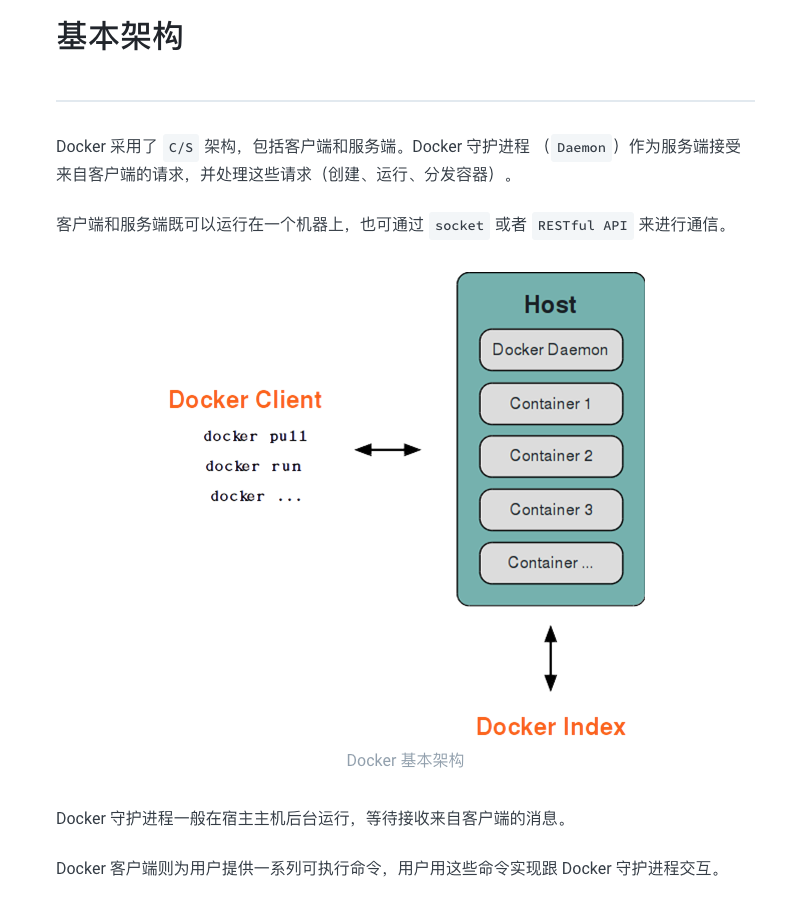 基本架构
Docker 采用了 C/S 架构，包括客户端和服务端。Docker 守护进程 （Daemon）作为服务端接受
来自客户端的请求，并处理这些请求（创建、运行、分发容器）。
客户端和服务端既可以运行在一个机器上，也可通过 socket 或者 RESTful API 来进行通信。
Host
Docker Daemon
Docker Client
Container 1
docker pull
Container 2
docker run
docker ...
Container 3
Container ...
Docker Index
Docker 基本架构
Docker 守护进程一般在宿主主机后台运行，等待接收来自客户端的消息。
Docker 客户端则为用户提供一系列可执行命令，用户用这些命令实现跟 Docker 守护进程交互。